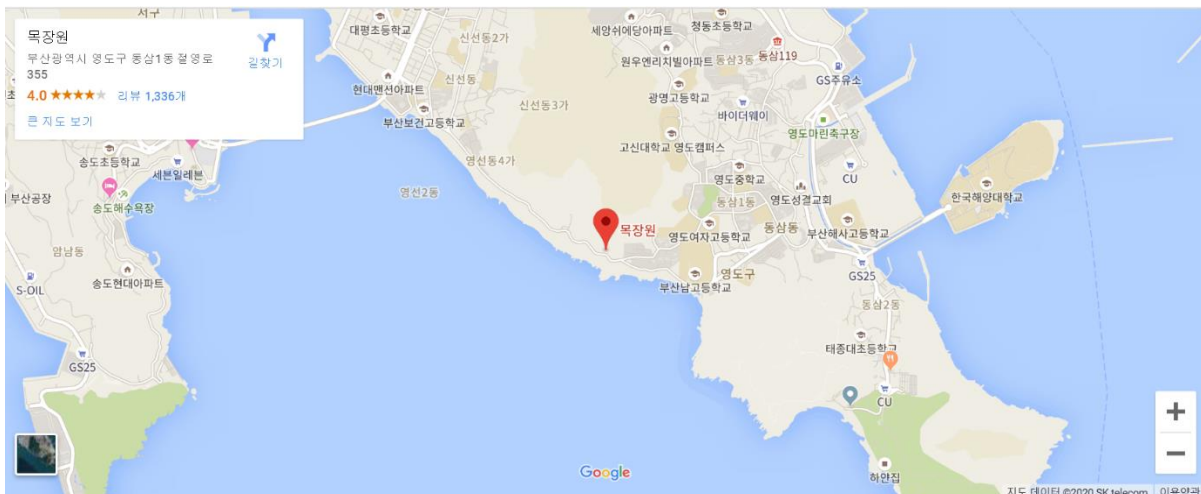 목장원
부산광역시 영도구 동삼1동 절영로
355
4.0 ★★★★★ 리뷰 1,336개
길찾기
큰 지도 보기
서구
대평초등학교
신선동2가
세양쉬에당아파트
청동초등학교
동삼119
원우엔리치빌아파트
동삼3동
GS주유소
신선동
현대맨션아파트
신선동3가
광명고등학교
바이더웨이
부산보건고등학교
영도마린축구장
고신대학교 영도캠퍼스
송도초등학교
영선동4가
세븐일레븐
영도중학교
CU
영선2동
영도성결교회
한국해양대학교
부산공장
송도해수욕장
동삼1동
목장원
영도여자고등학교
동삼동
부산해사고등학교
암남동
S-OIL
송도현대아파트
부산남고등학교
영도구
GS25
동삼2동
태종대초등학교
GS25
CU
하얀집
Google
지도 데이터 ©2020 SK telecom
이용약관